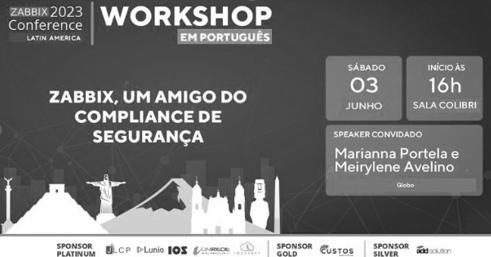 ZABBIX 2023
Conference
LATIN AMERICA
WORKSHOP
EM PORTUGUÊS
ZABBIX, UM AMIGO DO
COMPLIANCE DE
SEGURANÇA
SÁBADO
03
JUNHO
INÍCIO ÀS
16h
SALA COLIBRI
SPEAKER CONVIDADO
Marianna Portela e
Meirylene Avelino
Globo
SPONSOR
PLATINUM
LCP
Lunio
IOS
UNIREDE
SPONSOR
GOLD
CUSTOS
SPONSOR
SILVER
add solution